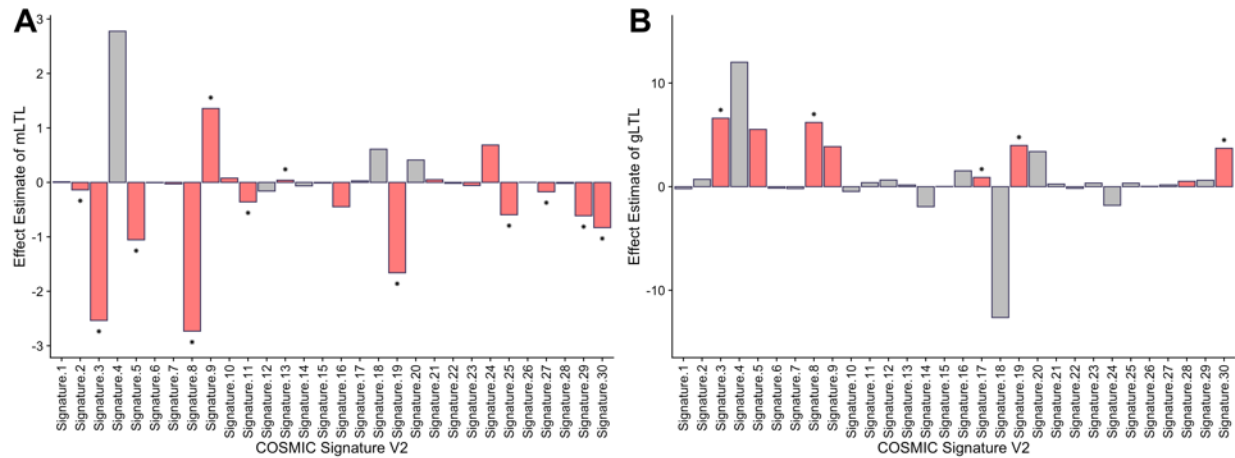 A
Effect Estimate of mLTL
3
2
1
0
-1
-2
-3
*
*
*
*
*
*
*
*
*
*
*
*
Signature.1
Signature.2
Signature.3
Signature.4
Signature.5
Signature.6
Signature.7
Signature.8
Signature.9
Signature.10
Signature.11
Signature.12
Signature.13
Signature.14
Signature.15
Signature.16
Signature.17
Signature.18
Signature.19
Signature.20
Signature.21
Signature.22
Signature.23
Signature.24
Signature.25
Signature.26
Signature.27
Signature.28
Signature.29
Signature.30
COSMIC Signature V2
B
Effect Estimate of gLTL
10
0
-10
*
*
*
*
*
Signature.1
Signature.2
Signature.3
Signature.4
Signature.5
Signature.6
Signature.7
Signature.8
Signature.9
Signature.10
Signature.11
Signature.12
Signature.13
Signature.14
Signature.15
Signature.16
Signature.17
Signature.18
Signature.19
Signature.20
Signature.21
Signature.22
Signature.23
Signature.24
Signature.25
Signature.26
Signature.27
Signature.28
Signature.29
Signature.30
COSMIC Signature V2